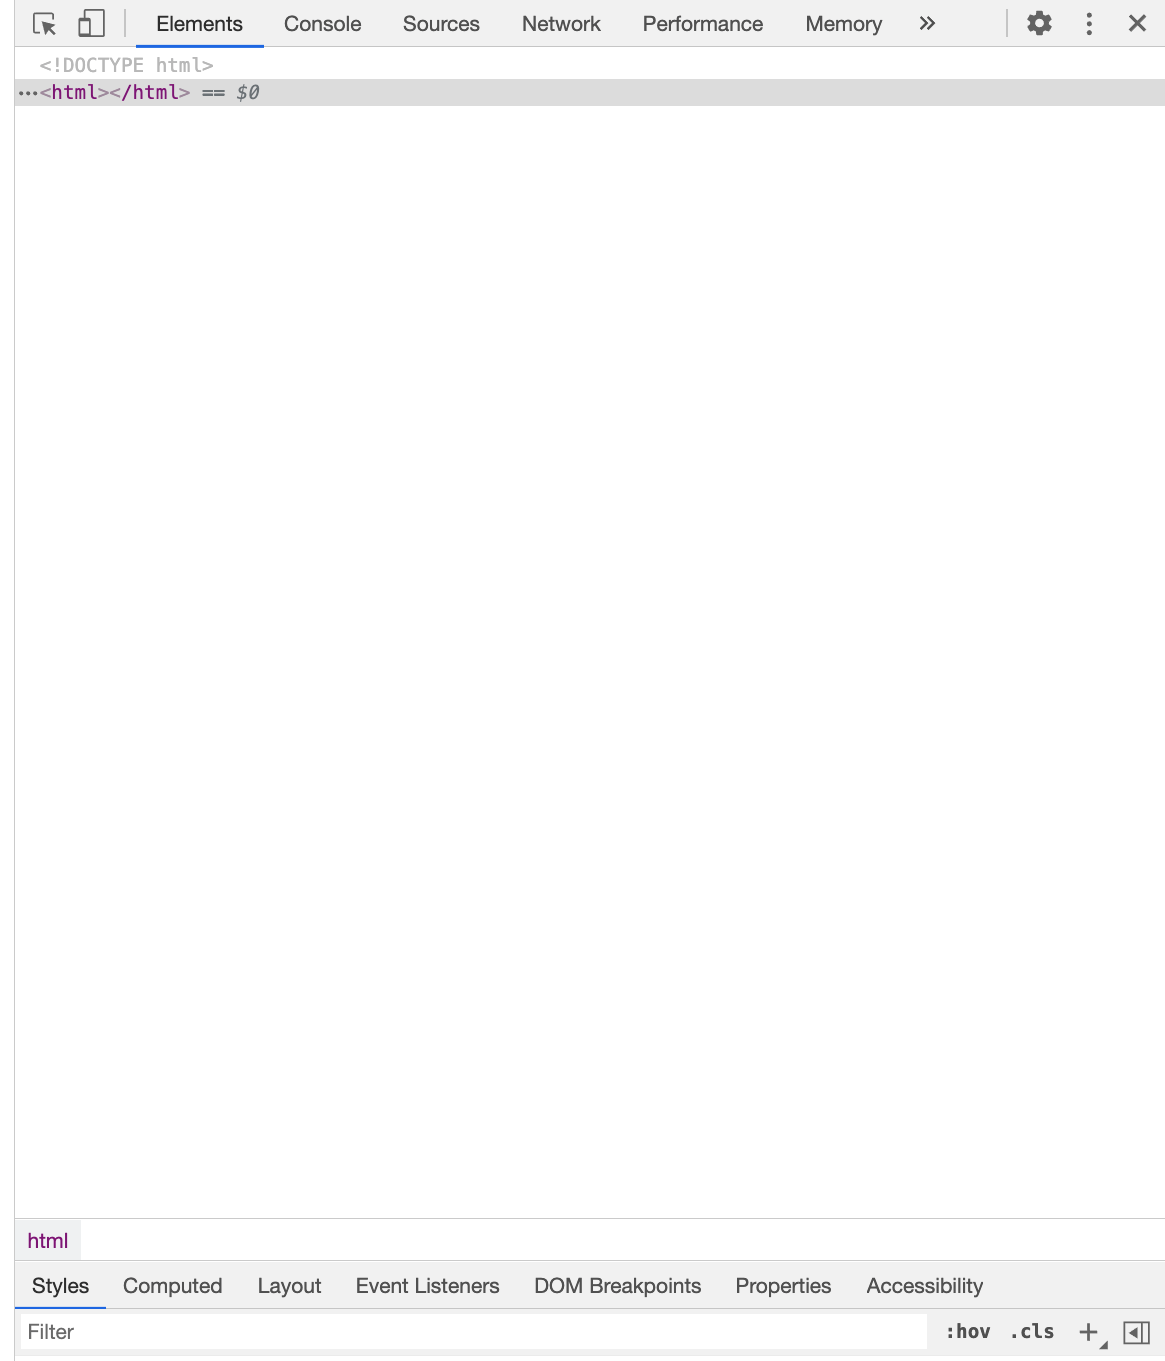 Elements Console Sources Network Performance Memory
<!DOCTYPE html>
…<html></html> == $0
html
Styles Computed Layout Event Listeners DOM Breakpoints Properties Accessibility
Filter :hov .cls